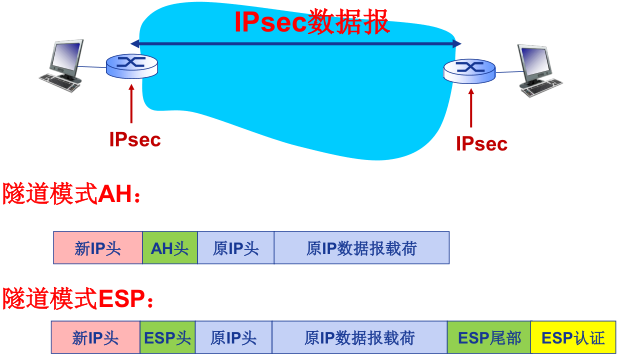 IPsec数据报
IPsec
IPsec
隧道模式AH：
新IP头 AH头 原IP头 原IP数据报载荷
隧道模式ESP：
新IP头 ESP头 原IP头 原IP数据报载荷 ESP尾部 ESP认证